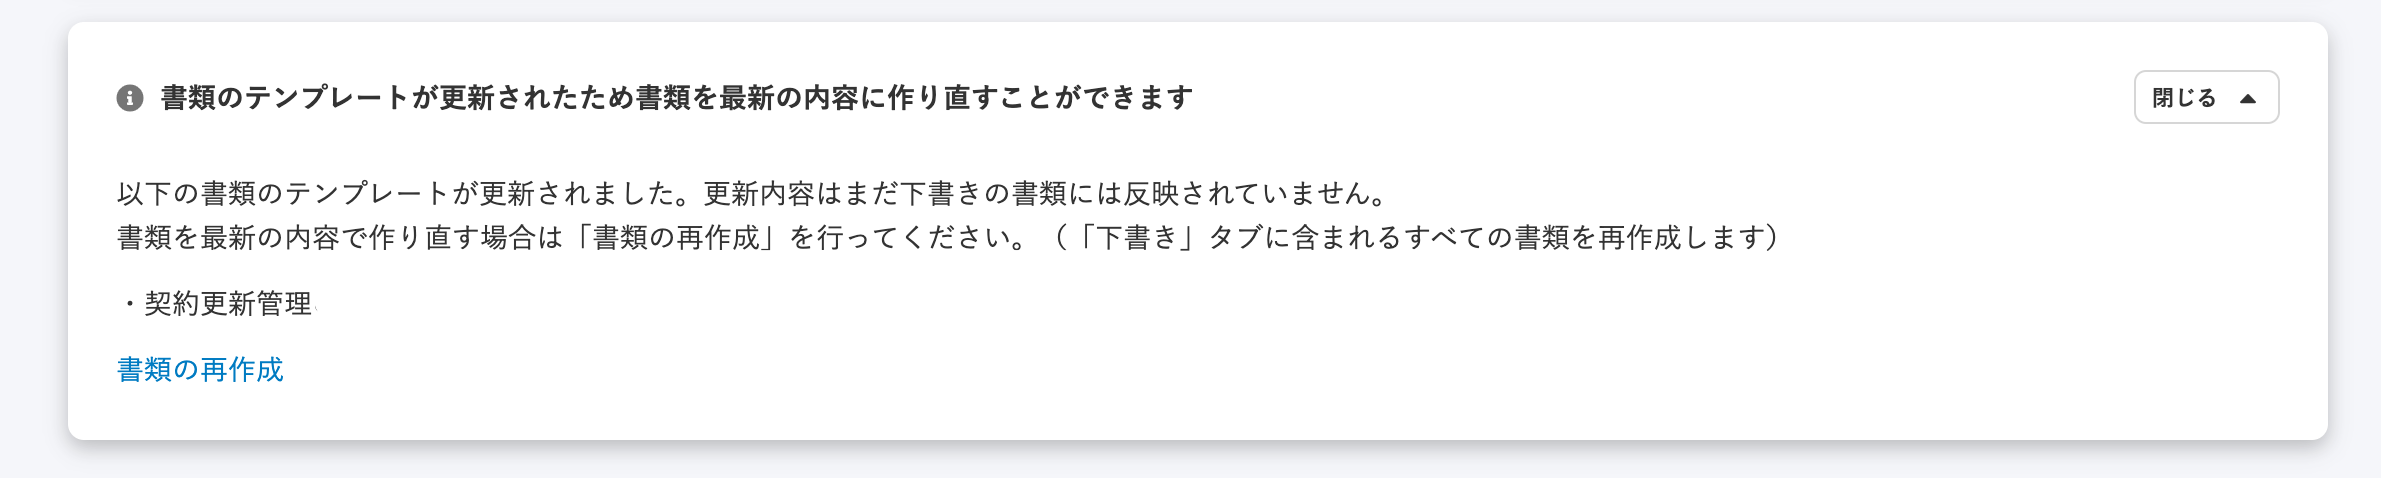 書類のテンプレートが更新されたため書類を最新の内容に作り直すことができます
閉じる
以下の書類のテンプレートが更新されました。更新内容はまだ下書きの書類には反映されていません。
書類を最新の内容で作り直す場合は「書類の再作成」を行ってください。（「下書き」タブに含まれるすべての書類を再作成します）
・契約更新管理
書類の再作成